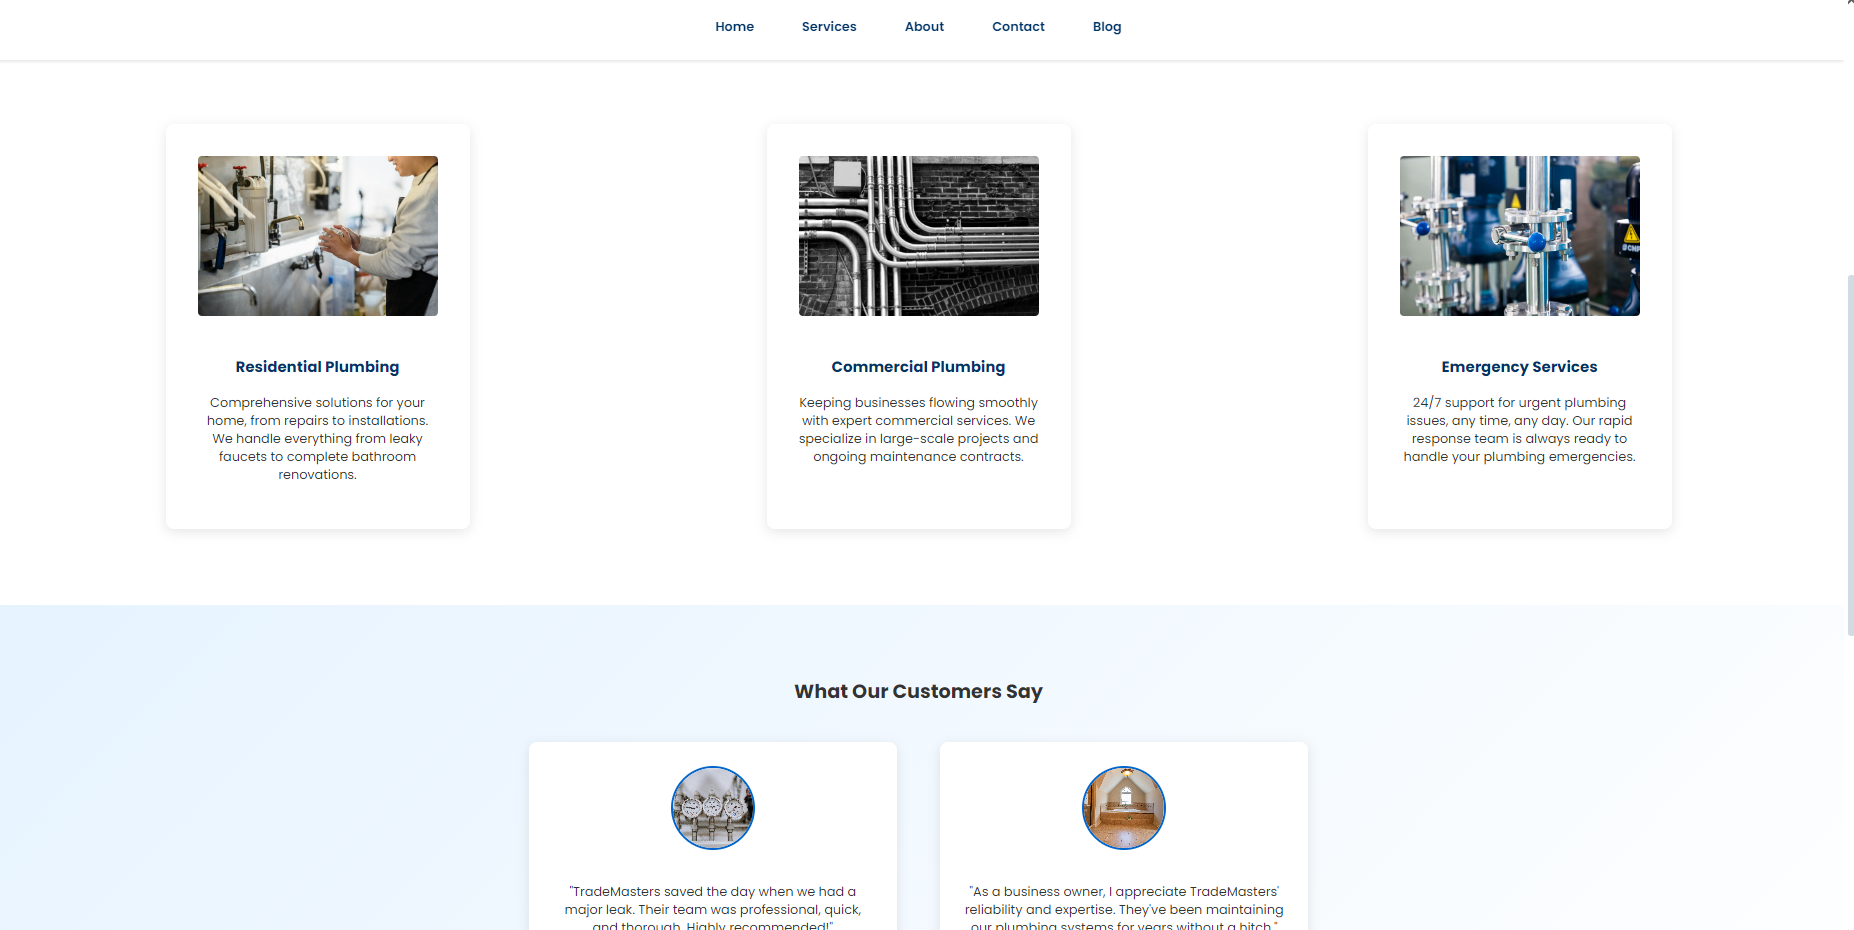 Home Services About Contact Blog
Residential Plumbing
Comprehensive solutions for your
home, from repairs to installations.
We handle everything from leaky
faucets to complete bathroom
renovations.
Commercial Plumbing
Keeping businesses flowing smoothly
with expert commercial services. We
specialize in large-scale projects and
ongoing maintenance contracts.
Emergency Services
24/7 support for urgent plumbing
issues, any time, any day. Our rapid
response team is always ready to
handle your plumbing emergencies.
What Our Customers Say
"TradeMasters saved the day when we had a
major leak. Their team was professional, quick,
and thorough. Highly recommended!"
"As a business owner, I appreciate TradeMasters'
reliability and expertise. They've been maintaining
our plumbing systems for years without a hitch."